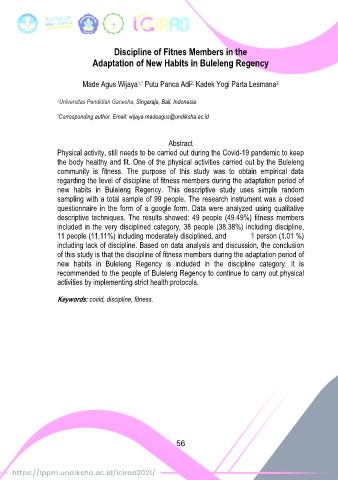 iCIRAD
Discipline of Fitnes Members in the
Adaptation of New Habits in Buleleng Regency
Made Agus Wijaya1,* Putu Panca Adi2, Kadek Yogi Parta Lesmana3
1Universitas Pendidian Ganesha, Singaraja, Bali, Indonesia
*Corresponding author. Email: wijaya.madeagus@undiksha.ac.id
Abstract
Physical activity, still needs to be carried out during the Covid-19 pandemic to keep
the body healthy and fit. One of the physical activities carried out by the Buleleng
community is fitness. The purpose of this study was to obtain empirical data
regarding the level of discipline of fitness members during the adaptation period of
new habits in Buleleng Regency. This descriptive study uses simple random
sampling with a total sample of 99 people. The research instrument was a closed
questionnaire in the form of a google form. Data were analyzed using qualitative
descriptive techniques. The results showed: 49 people (49.49%) fitness members
included in the very disciplined category, 38 people (38.38%) including discipline,
11 people (11.11%) including moderately disciplined, and 1 person (1.01 %)
including lack of discipline. Based on data analysis and discussion, the conclusion
of this study is that the discipline of fitness members during the adaptation period of
new habits in Buleleng Regency is included in the discipline category. It is
recommended to the people of Buleleng Regency to continue to carry out physical
activities by implementing strict health protocols.
Keywords: covid, discipline, fitness.
56
https://lppm.undiksha.ac.id/icirad2021/